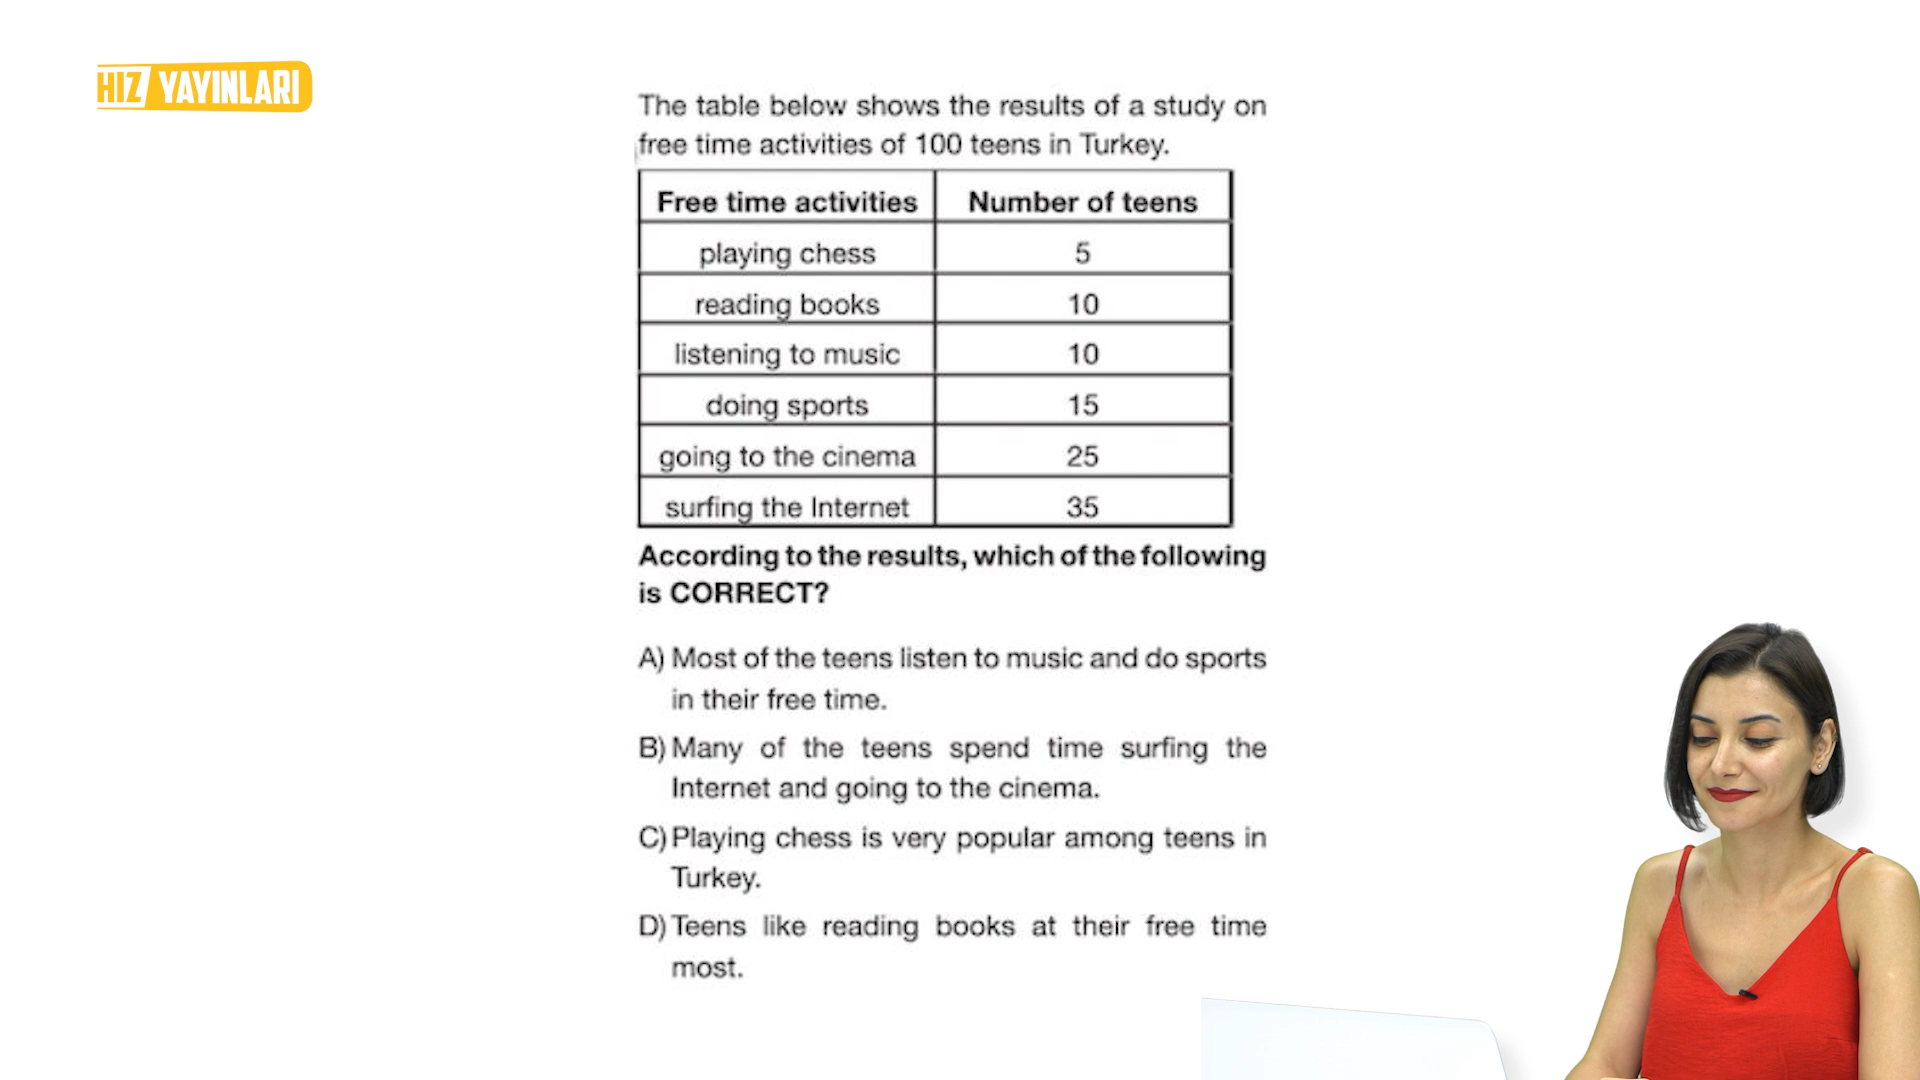 HIZ YAYINLARI
The table below shows the results of a study on
free time activities of 100 teens in Turkey.
Free time activities Number of teens
playing chess 5
reading books 10
listening to music 10
doing sports 15
going to the cinema 25
surfing the Internet 35
According to the results, which of the following
is CORRECT?
A) Most of the teens listen to music and do sports
in their free time.
B) Many of the teens spend time surfing the
Internet and going to the cinema.
C) Playing chess is very popular among teens in
Turkey.
D) Teens like reading books at their free time
most.